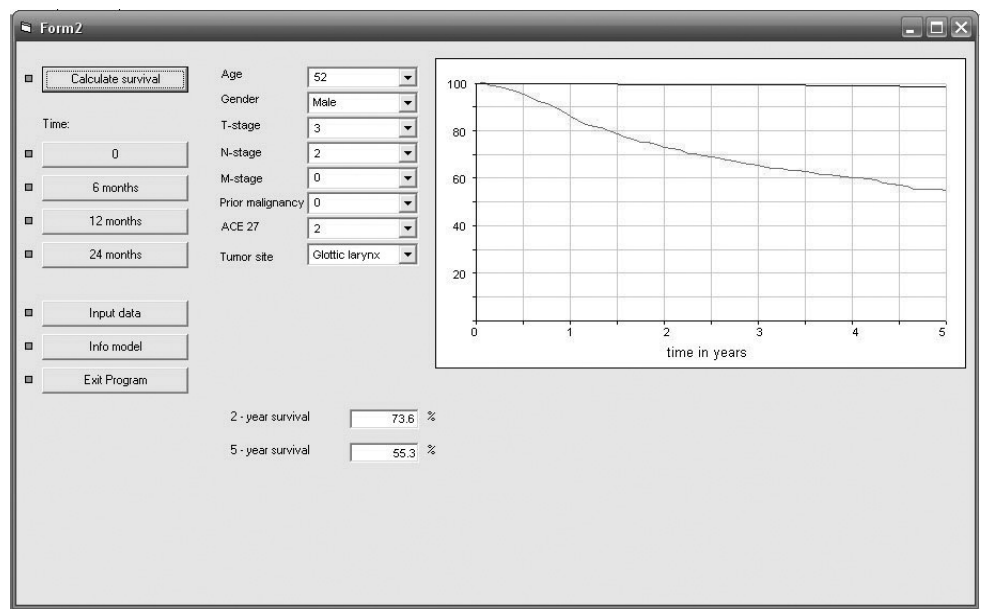 Form2
Calculate survival
Time:
0
6 months
12 months
24 months
Input data
Info model
Exit Program
Age 52
Gender Male
T-stage 3
N-stage 2
M-stage 0
Prior malignancy 0
ACE 27 2
Tumor site Glottic larynx
100
80
60
40
20
0 1 2 3 4 5
time in years
2 - year survival 73.6 %
5 - year survival 55.3 %